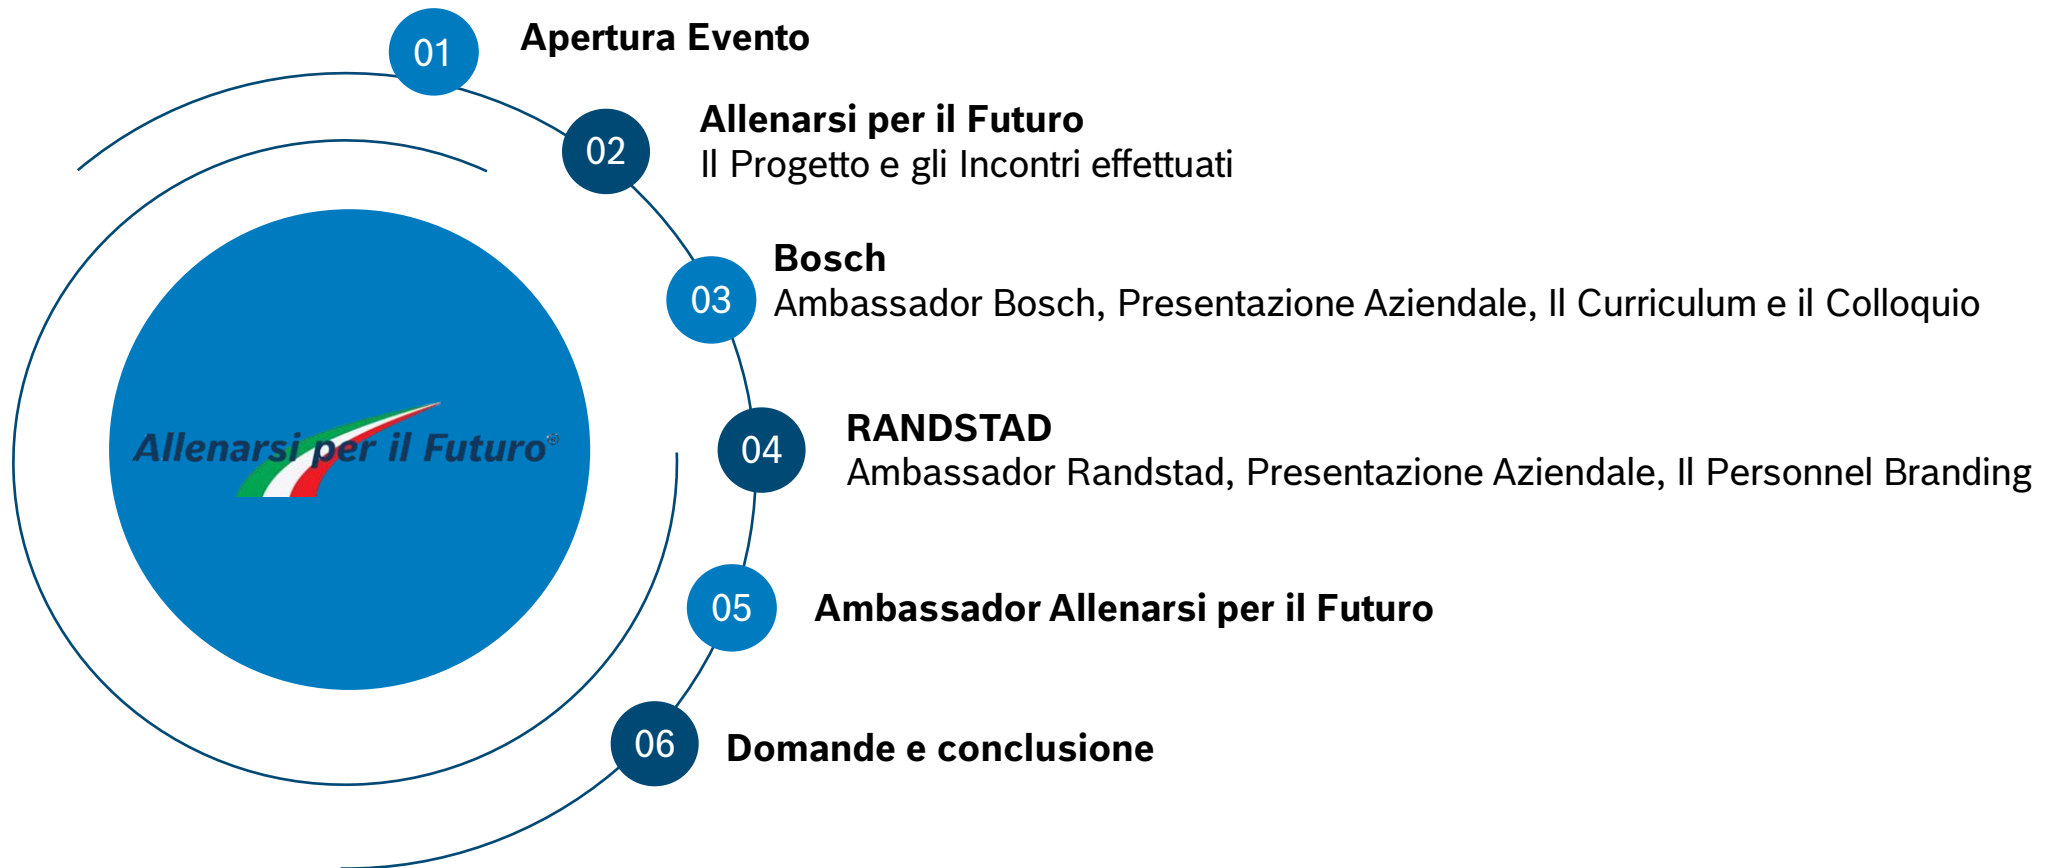 01
Apertura Evento
02
Allenarsi per il Futuro
Il Progetto e gli Incontri effettuati
03
Bosch
Ambassador Bosch, Presentazione Aziendale, Il Curriculum e il Colloquio
Allenarsi per il Futuro®
04
RANDSTAD
Ambassador Randstad, Presentazione Aziendale, Il Personnel Branding
05
Ambassador Allenarsi per il Futuro
06
Domande e conclusione